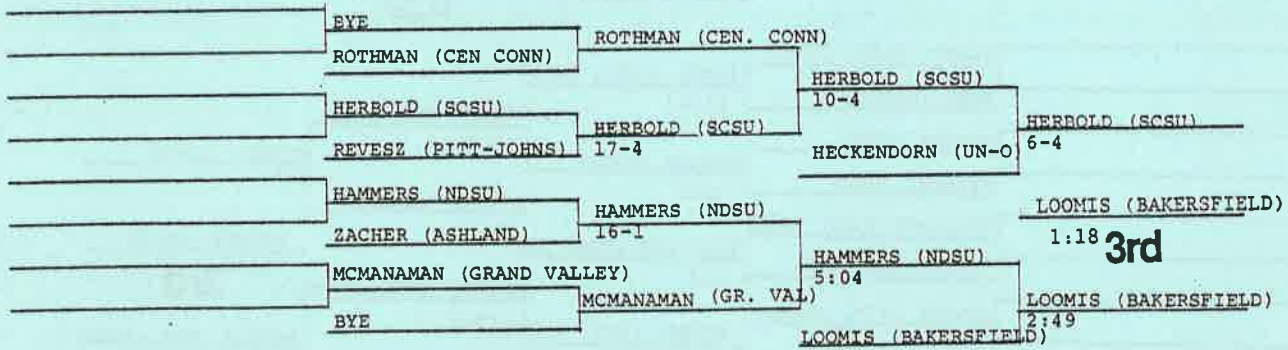 BYE
ROTHMAN (CEN CONN)
ROTHMAN (CEN. CONN)
HERBOLD (SCSU)
10-4
HERBOLD (SCSU)
REVESZ (PITT-JOHNS)
HERBOLD (SCSU)
17-4
HECKENDORN (UN-O
HERBOLD (SCSU)
6-4
HAMMERS (NDSU)
ZACHER (ASHLAND)
HAMMERS (NDSU)
16-1
LOOMIS (BAKERSFIELD)
1:18 3rd
MCMANAMAN (GRAND VALLEY)
BYE
MCMANAMAN (GR. VAL)
HAMMERS (NDSU)
5:04
LOOMIS (BAKERSFIELD)
LOOMIS (BAKERSFIELD)
2:49